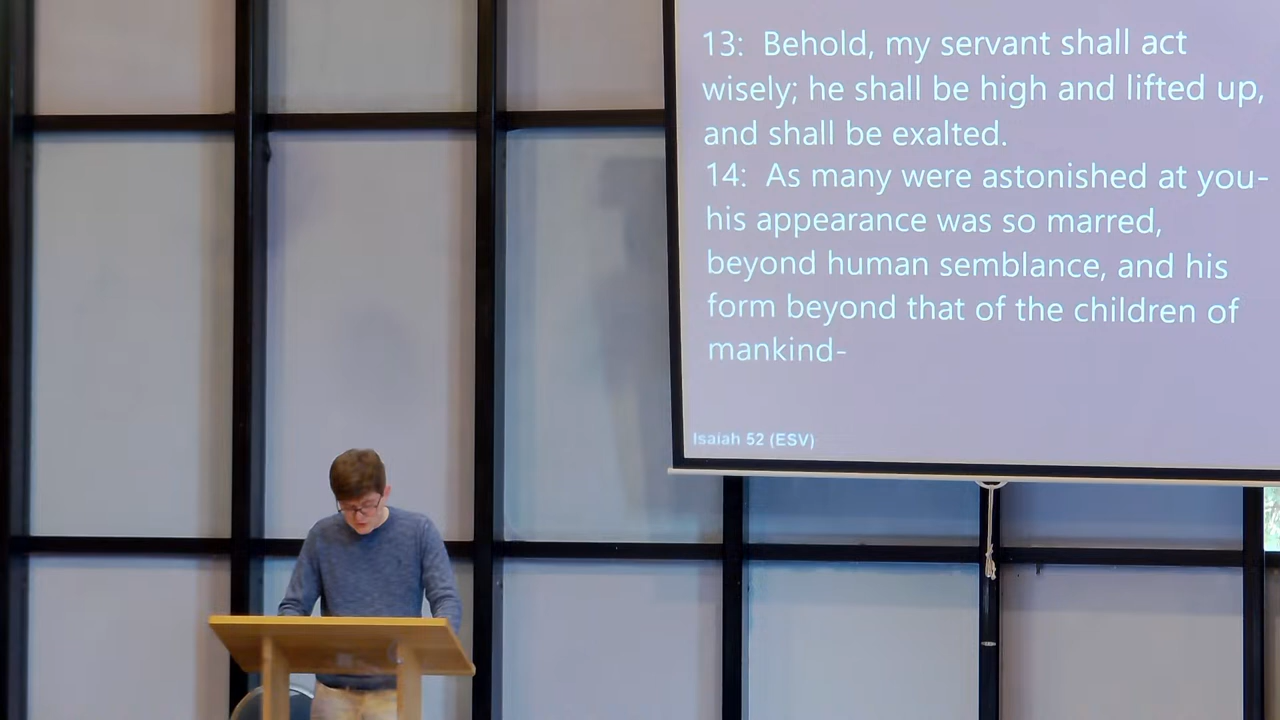 13: Behold, my servant shall act
wisely; he shall be high and lifted up,
and shall be exalted.
14: As many were astonished at you-
his appearance was so marred,
beyond human semblance, and his
form beyond that of the children of
mankind-
Isaiah 52 (ESV)